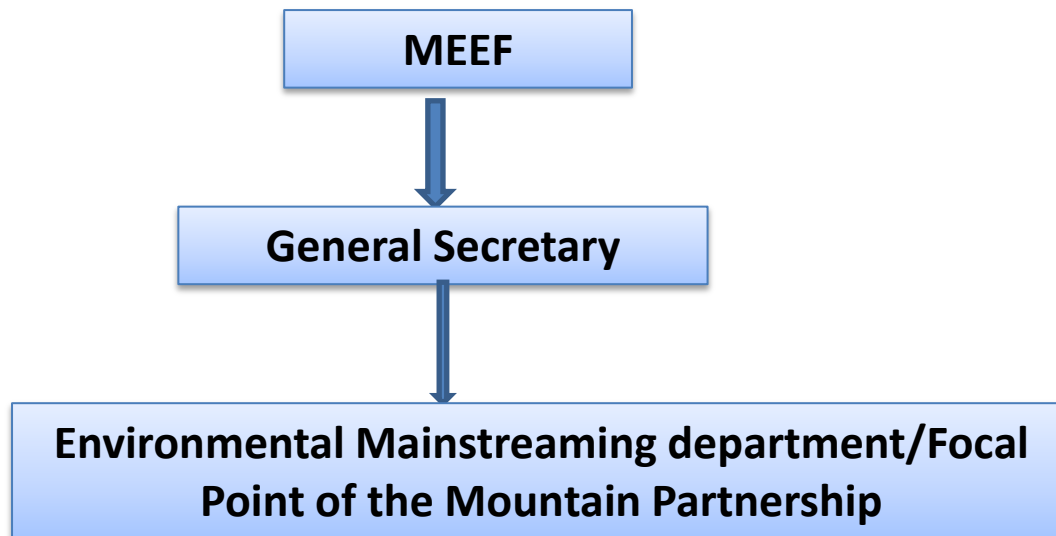 MEEF
General Secretary
Environmental Mainstreaming department/Focal
Point of the Mountain Partnership